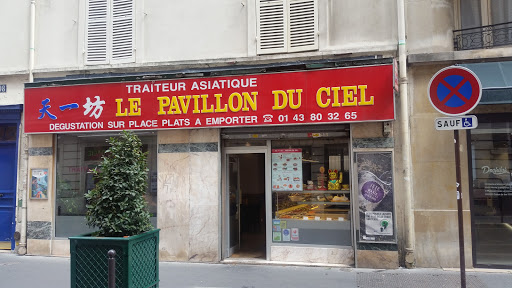 TRAITEUR ASIATIQUE
天一坊 LE PAVILLON DU CIEL
DEGUSTATION SUR PLACE PLATS A EMPORTER ☎ 01 43 80 32 65
SAUF